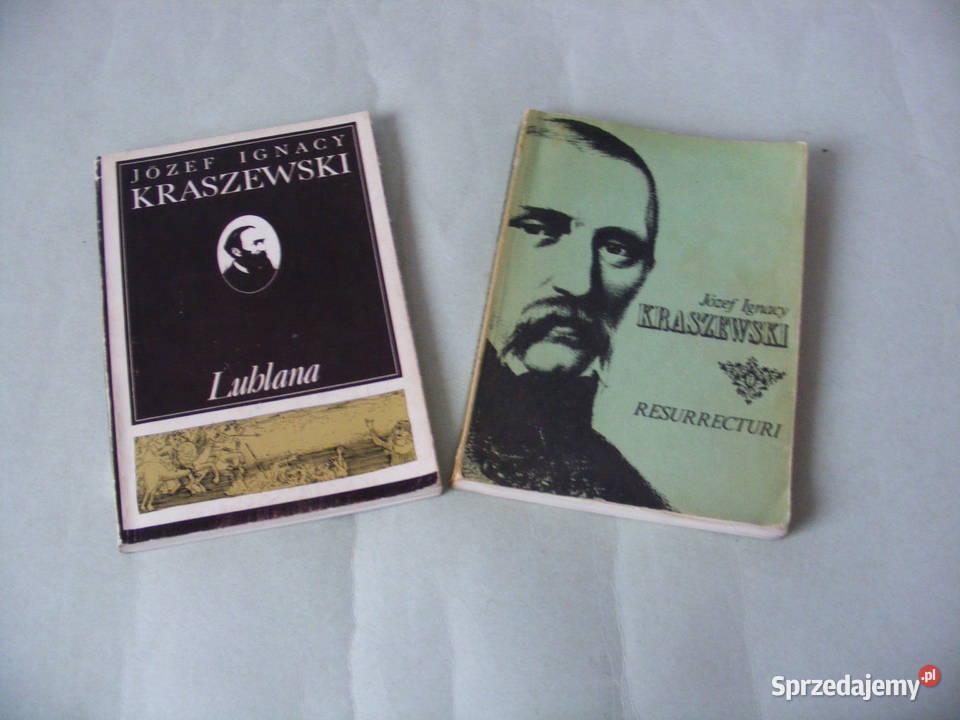 JÓZEF IGNACY
KRASZEWSKI
Lublana
Józef Ignacy
KRASZEWSKI
RESURRECTURI
Sprzedajemy.pl